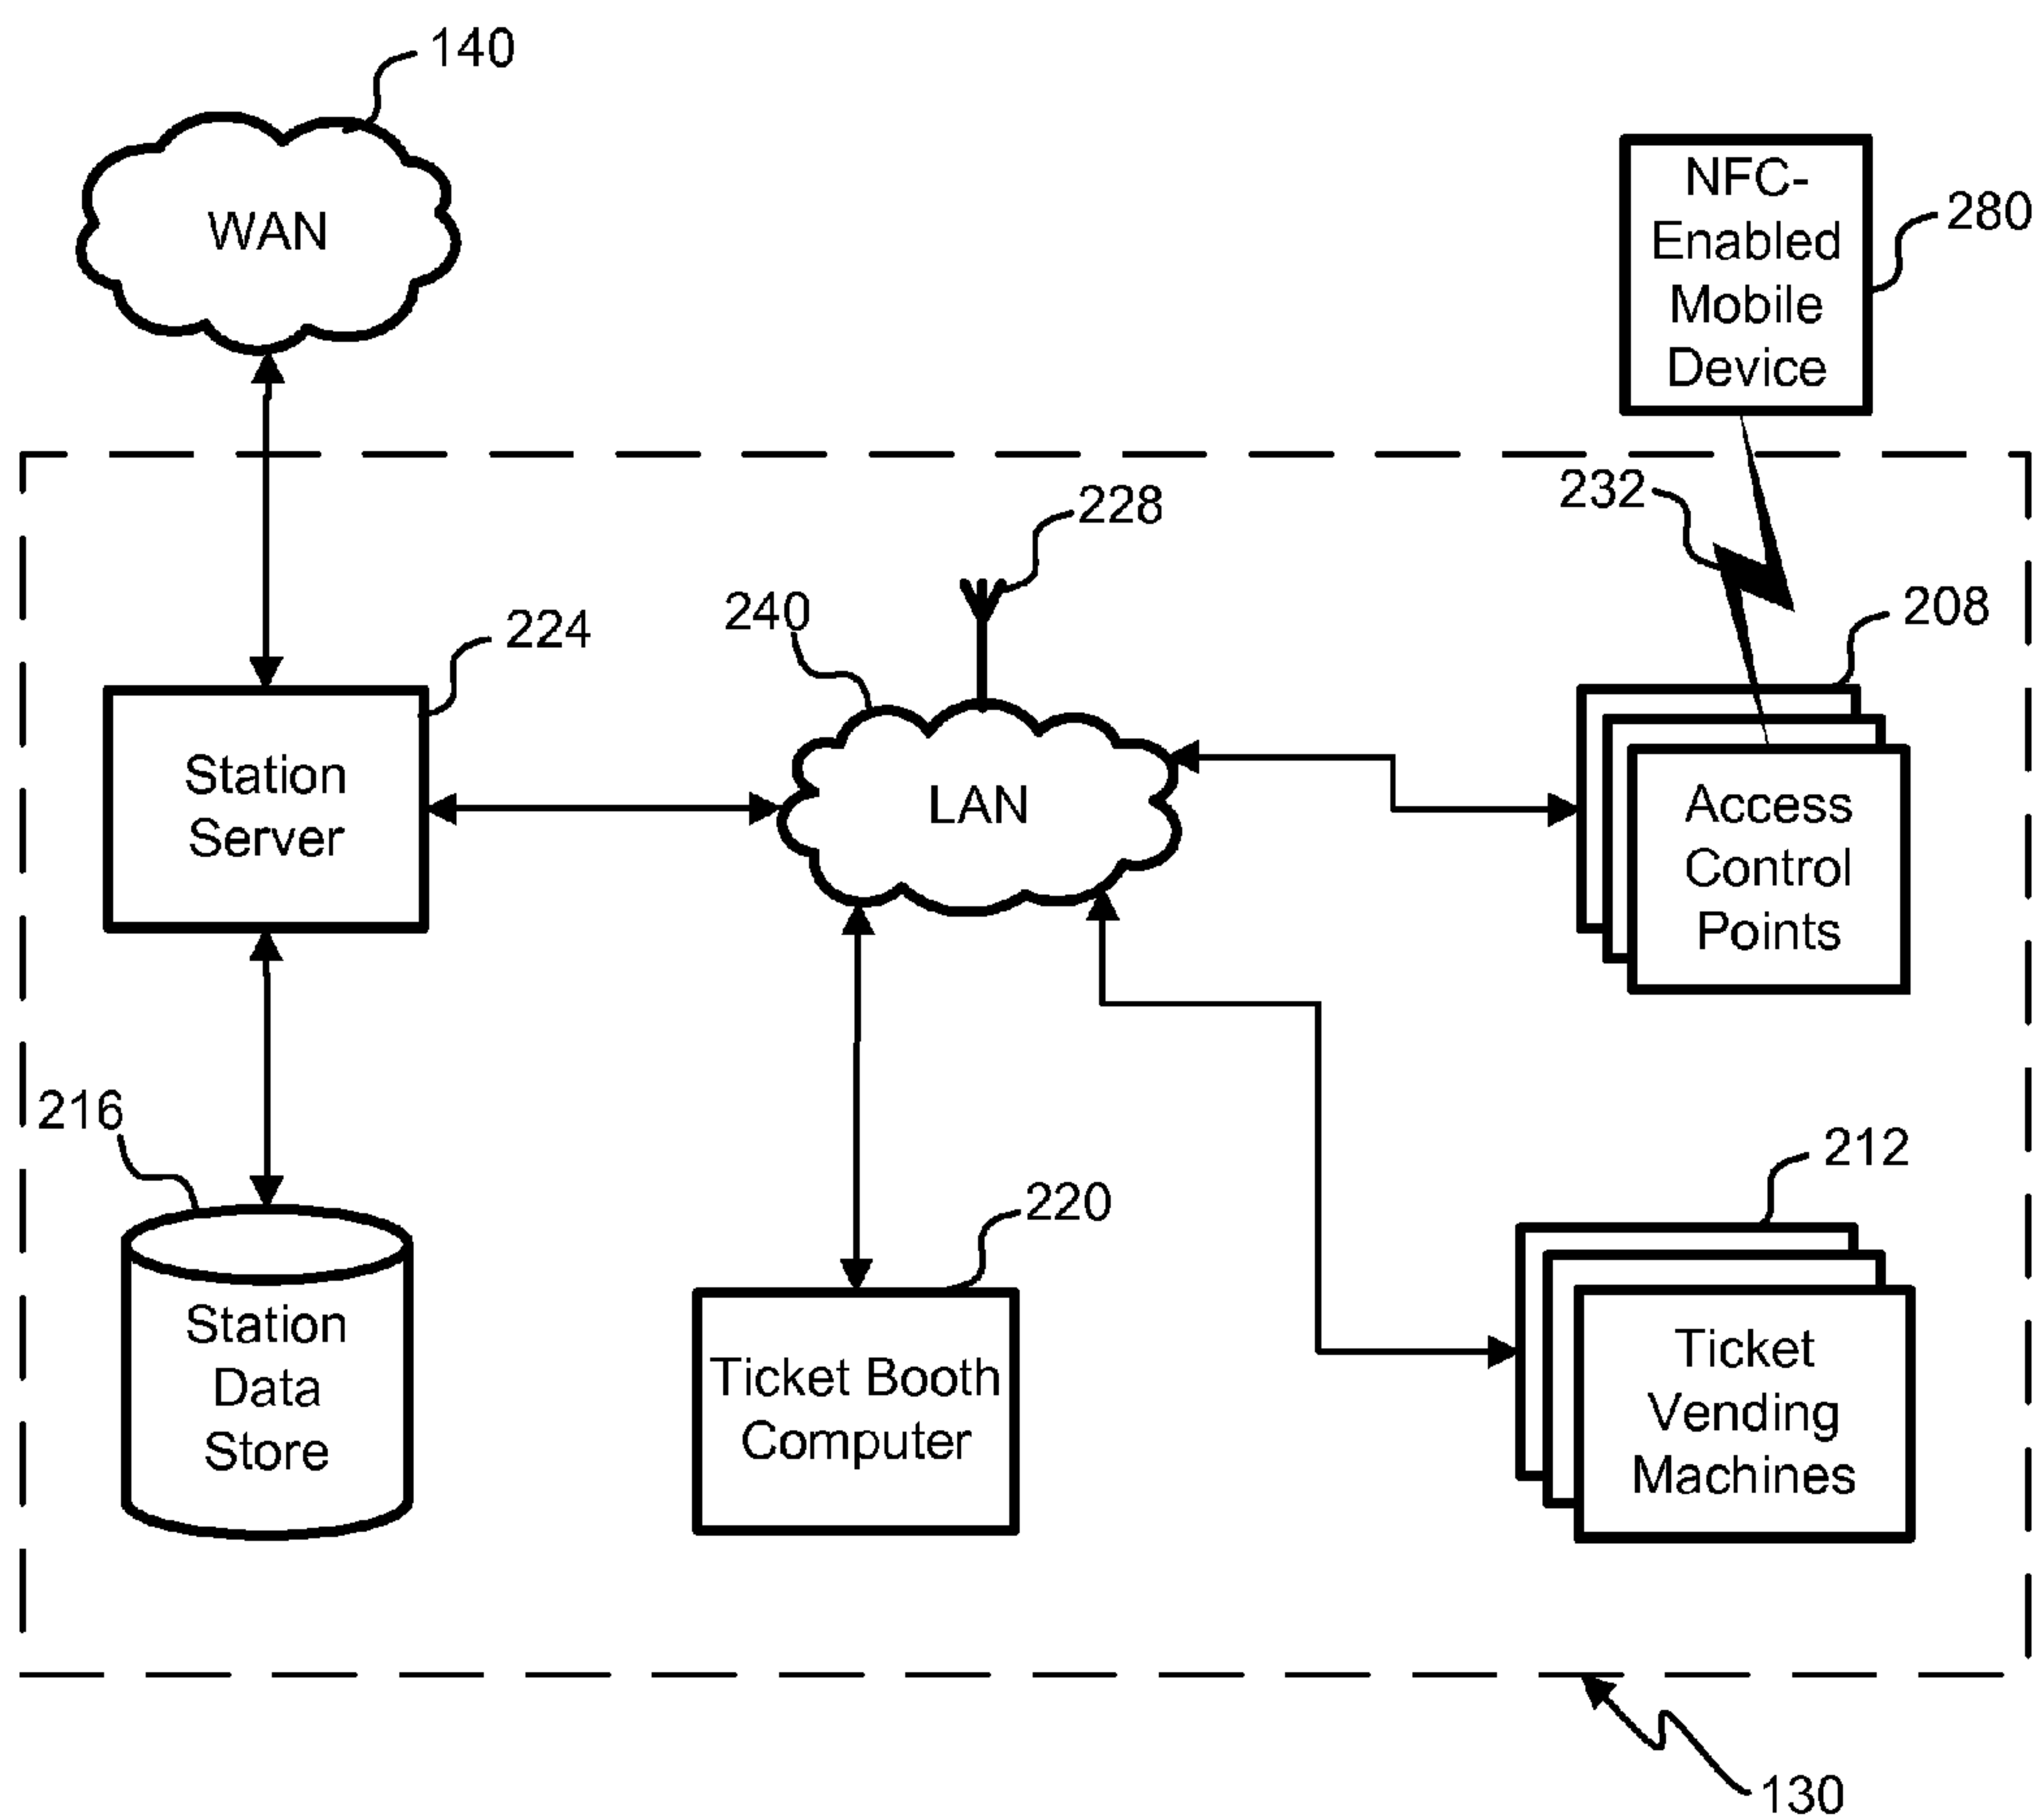 140
WAN
NFC-
Enabled
Mobile
Device
280
232
228
208
240
224
Station
Server
LAN
Access
Control
Points
216
212
220
Station
Data
Store
Ticket Booth
Computer
Ticket
Vending
Machines
130